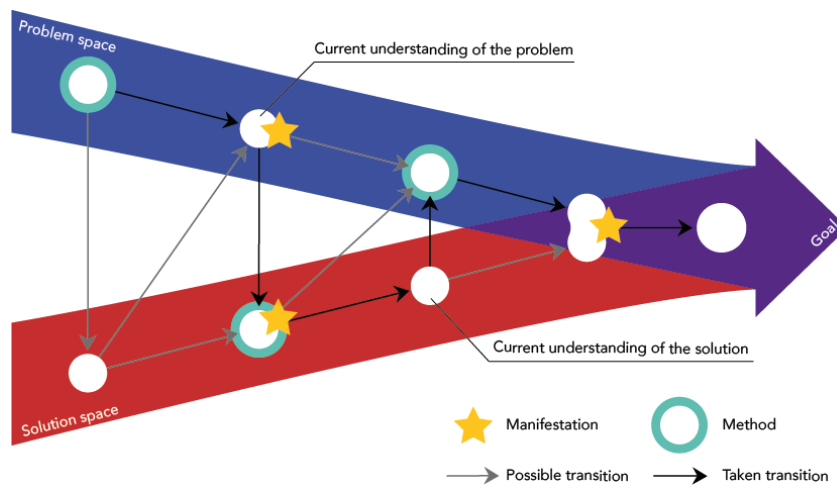 Problem space
Current understanding of the problem
Goal
Current understanding of the solution
Solution space
Manifestation
Method
Possible transition
Taken transition